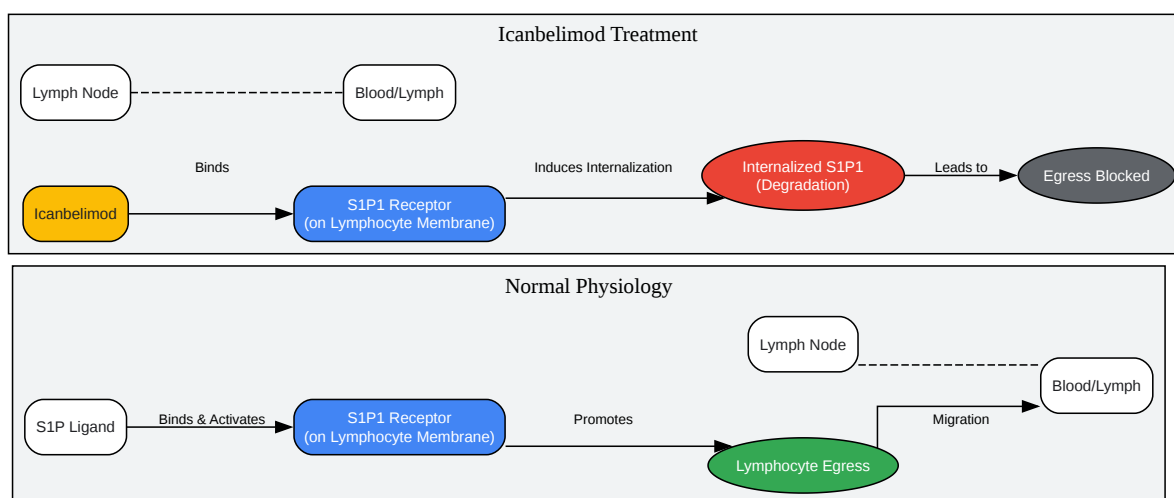 Icanbelimod Treatment
Lymph Node
Blood/Lymph
Binds
Induces Internalization
Internalized S1P1
(Degradation)
Leads to
Egress Blocked
Icanbelimod
S1P1 Receptor
(on Lymphocyte Membrane)
Normal Physiology
Lymph Node
Blood/Lymph
S1P Ligand
Binds & Activates
S1P1 Receptor
(on Lymphocyte Membrane)
Promotes
Migration
Lymphocyte Egress